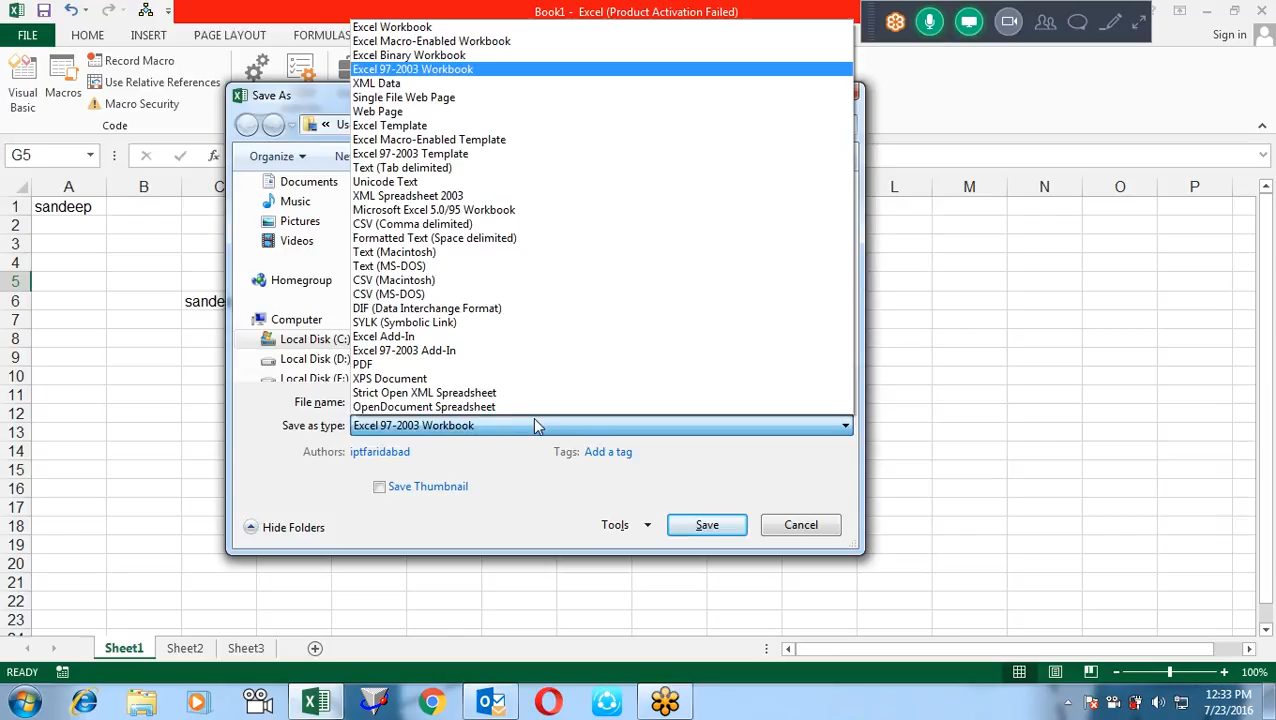 Book1 - Excel (Product Activation Failed)
FILE HOME INSERT PAGE LAYOUT FORMULAS
Sign in
Visual Basic
Macros
Record Macro
Use Relative References
Macro Security
Code
G5
fx
Save As
« Us
Organize
Documents
Music
Pictures
Videos
Homegroup
Computer
Local Disk (C:)
Local Disk (D:)
Excel Workbook
Excel Macro-Enabled Workbook
Excel Binary Workbook
Excel 97-2003 Workbook
XML Data
Single File Web Page
Web Page
Excel Template
Excel Macro-Enabled Template
Excel 97-2003 Template
Text (Tab delimited)
Unicode Text
XML Spreadsheet 2003
Microsoft Excel 5.0/95 Workbook
CSV (Comma delimited)
Formatted Text (Space delimited)
Text (Macintosh)
Text (MS-DOS)
CSV (Macintosh)
CSV (MS-DOS)
DIF (Data Interchange Format)
SYLK (Symbolic Link)
Excel Add-In
Excel 97-2003 Add-In
PDF
XPS Document
Strict Open XML Spreadsheet
OpenDocument Spreadsheet
File name:
Save as type: Excel 97-2003 Workbook
Authors: iptfaridabad Tags: Add a tag
Save Thumbnail
Hide Folders Tools Save Cancel
A B C L M N O P
1 sandeep
2
3
4
5
6 sande
7
8
9
10
11
12
13
14
15
16
17
18
19
20
21
22
23
Sheet1 Sheet2 Sheet3
READY 100%
12:33 PM
7/23/2016